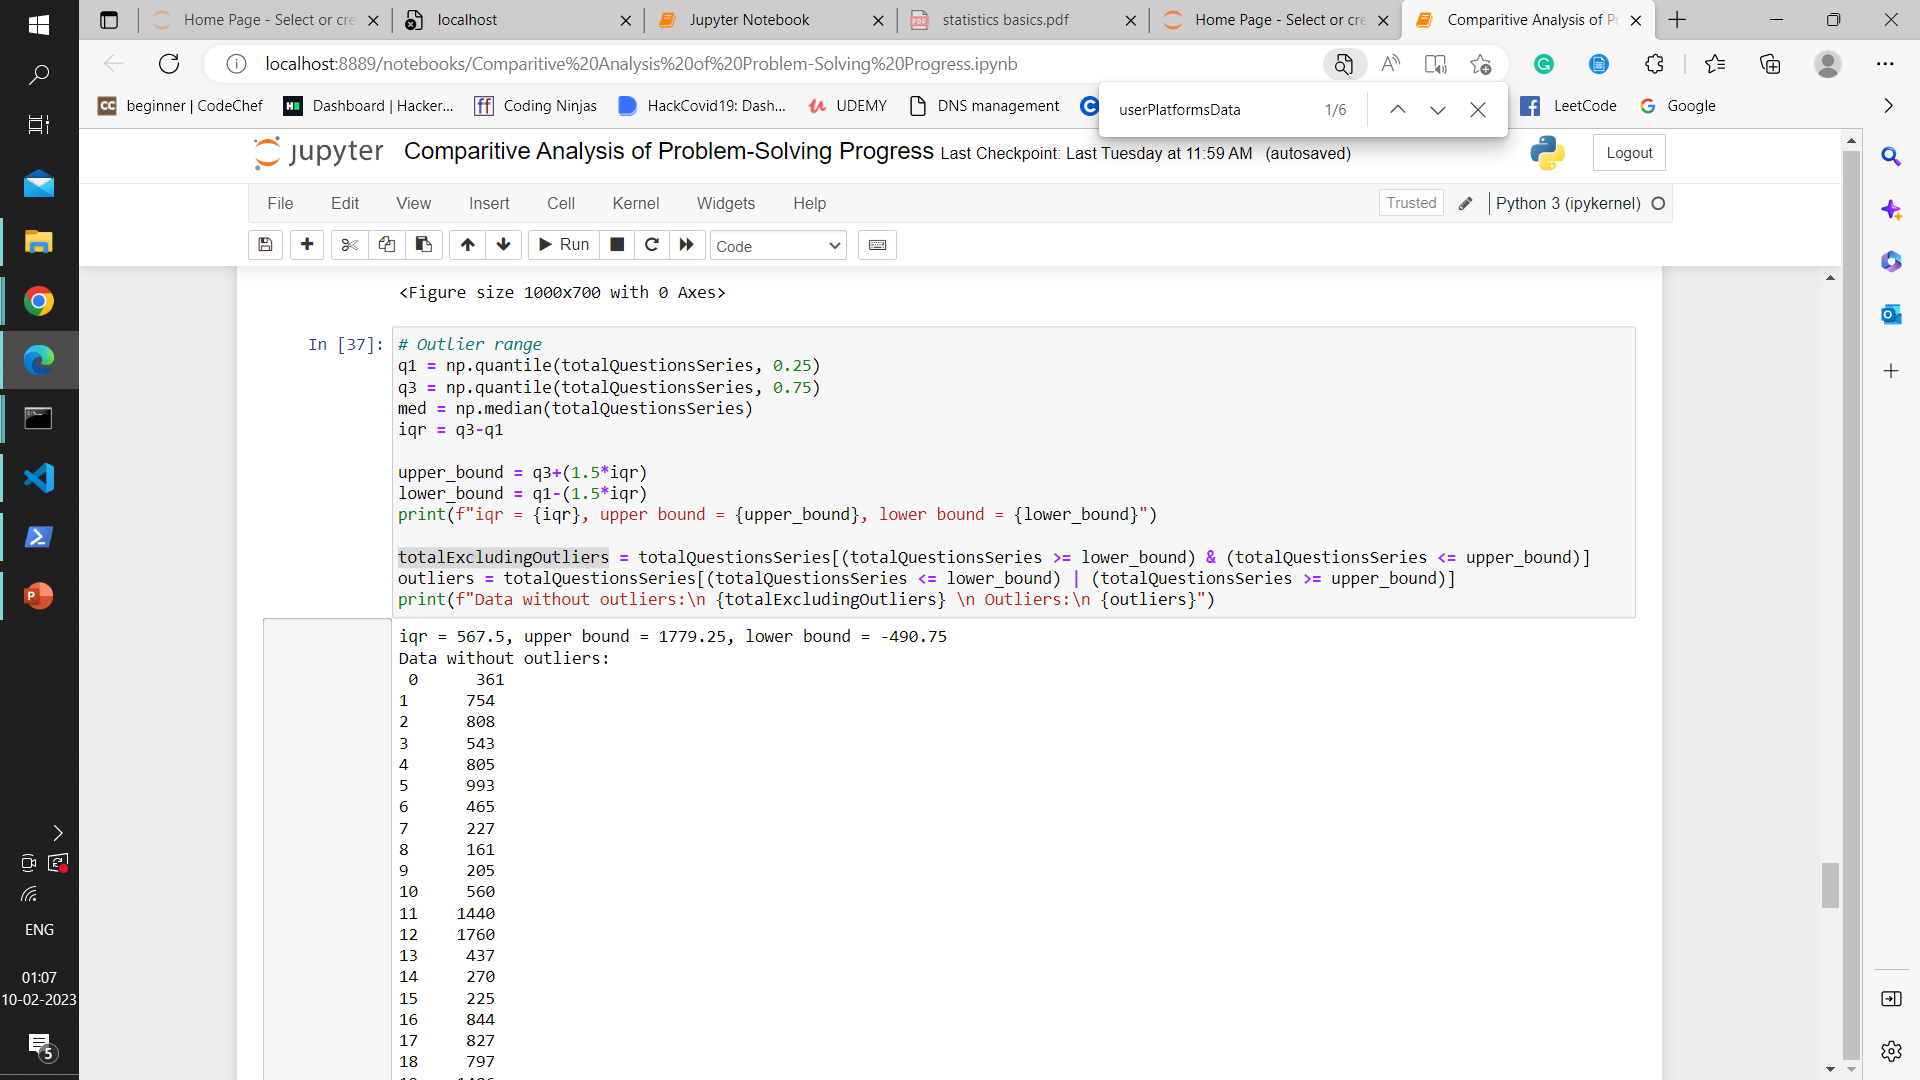 Home Page - Select or cre
localhost
Jupyter Notebook
statistics basics.pdf
Home Page - Select or cre
Comparitive Analysis of Pr
localhost:8889/notebooks/Comparitive%20Analysis%20of%20Problem-Solving%20Progress.ipynb
beginner | CodeChef
Dashboard | Hacker...
Coding Ninjas
HackCovid19: Dash...
UDEMY
DNS management
LeetCode
Google
userPlatformsData 1/6
jupyter Comparitive Analysis of Problem-Solving Progress Last Checkpoint: Last Tuesday at 11:59 AM (autosaved)
Logout
File Edit View Insert Cell Kernel Widgets Help
Trusted
Python 3 (ipykernel)
Run
Code
<Figure size 1000x700 with 0 Axes>
In [37]:
# Outlier range
q1 = np.quantile(totalQuestionsSeries, 0.25)
q3 = np.quantile(totalQuestionsSeries, 0.75)
med = np.median(totalQuestionsSeries)
iqr = q3-q1
upper_bound = q3+(1.5*iqr)
lower_bound = q1-(1.5*iqr)
print(f"iqr = {iqr}, upper bound = {upper_bound}, lower bound = {lower_bound}")
totalExcludingOutliers = totalQuestionsSeries[(totalQuestionsSeries >= lower_bound) & (totalQuestionsSeries <= upper_bound)]
outliers = totalQuestionsSeries[(totalQuestionsSeries <= lower_bound) | (totalQuestionsSeries >= upper_bound)]
print(f"Data without outliers:\n {totalExcludingOutliers} \n Outliers:\n {outliers}")
iqr = 567.5, upper bound = 1779.25, lower bound = -490.75
Data without outliers:
0 361
1 754
2 808
3 543
4 805
5 993
6 465
7 227
8 161
9 205
10 560
11 1440
12 1760
13 437
14 270
15 225
16 844
17 827
18 797
ENG
01:07
10-02-2023
5